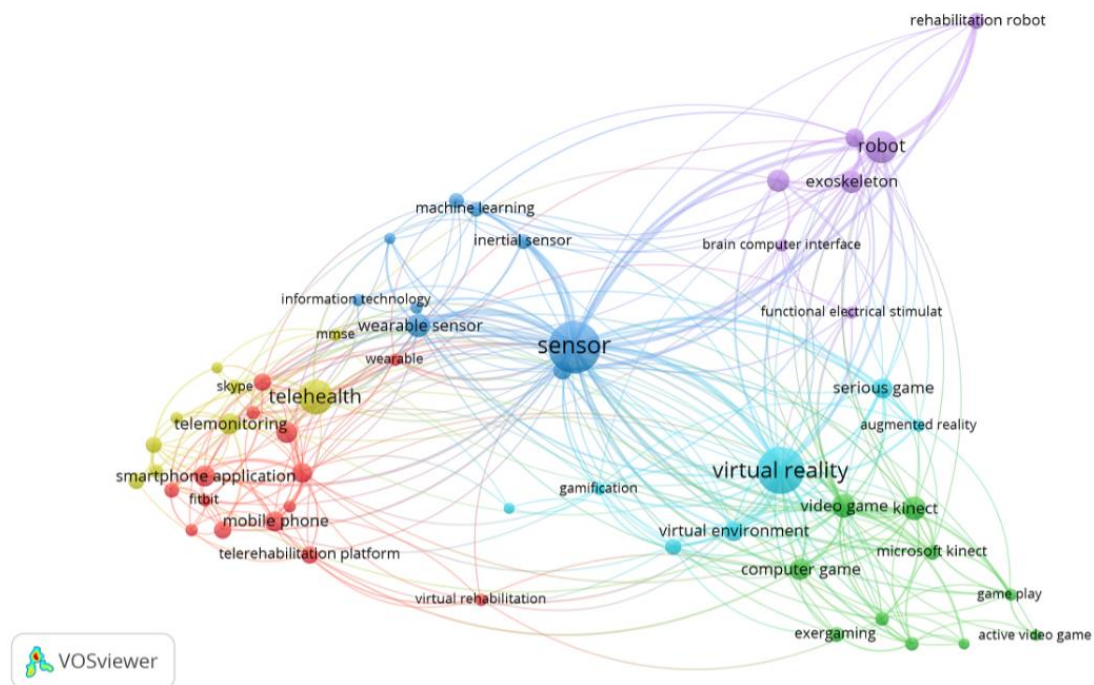 rehabilitation robot
robot
exoskeleton
machine learning
inertial sensor
brain computer interface
information technology
functional electrical stimulat
wearable sensor
mmse
sensor
wearable
skype
telehealth
serious game
telemonitoring
augmented reality
smartphone application
virtual reality
fitbit
gamification
video game
kinect
mobile phone
virtual environment
telerehabilitation platform
microsoft kinect
computer game
virtual rehabilitation
game play
exergaming
active video game
VOSviewer